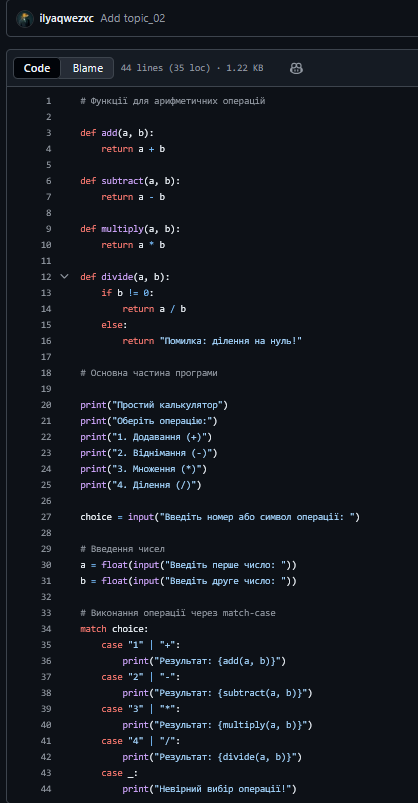 ilyaqwezxc Add topic_02
Code Blame 44 lines (35 loc) · 1.22 KB
1 # Функції для арифметичних операцій
2
3 def add(a, b):
4     return a + b
5
6 def subtract(a, b):
7     return a - b
8
9 def multiply(a, b):
10     return a * b
11
12 def divide(a, b):
13     if b != 0:
14         return a / b
15     else:
16         return "Помилка: ділення на нуль!"
17
18 # Основна частина програми
19
20 print("Простий калькулятор")
21 print("Оберіть операцію:")
22 print("1. Додавання (+)")
23 print("2. Віднімання (-)")
24 print("3. Множення (*)")
25 print("4. Ділення (/)")
26
27 choice = input("Введіть номер або символ операції: ")
28
29 # Введення чисел
30 a = float(input("Введіть перше число: "))
31 b = float(input("Введіть друге число: "))
32
33 # Виконання операції через match-case
34 match choice:
35     case "1" | "+":
36         print("Результат: {add(a, b)}")
37     case "2" | "-":
38         print("Результат: {subtract(a, b)}")
39     case "3" | "*":
40         print("Результат: {multiply(a, b)}")
41     case "4" | "/":
42         print("Результат: {divide(a, b)}")
43     case _:
44         print("Невірний вибір операції!")